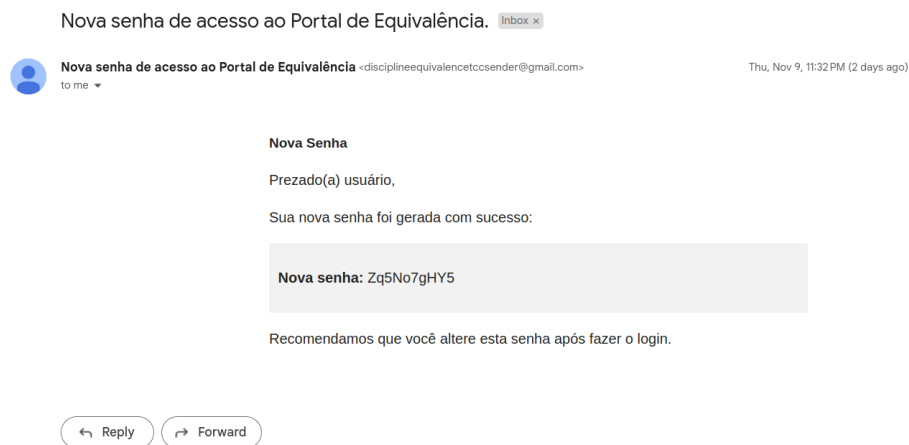 Nova senha de acesso ao Portal de Equivalência. Inbox ×
Nova senha de acesso ao Portal de Equivalência <disciplineequivalencetccsender@gmail.com> Thu, Nov 9, 11:32 PM (2 days ago)
to me
Nova Senha
Prezado(a) usuário,
Sua nova senha foi gerada com sucesso:
Nova senha: Zq5No7gHY5
Recomendamos que você altere esta senha após fazer o login.
Reply Forward